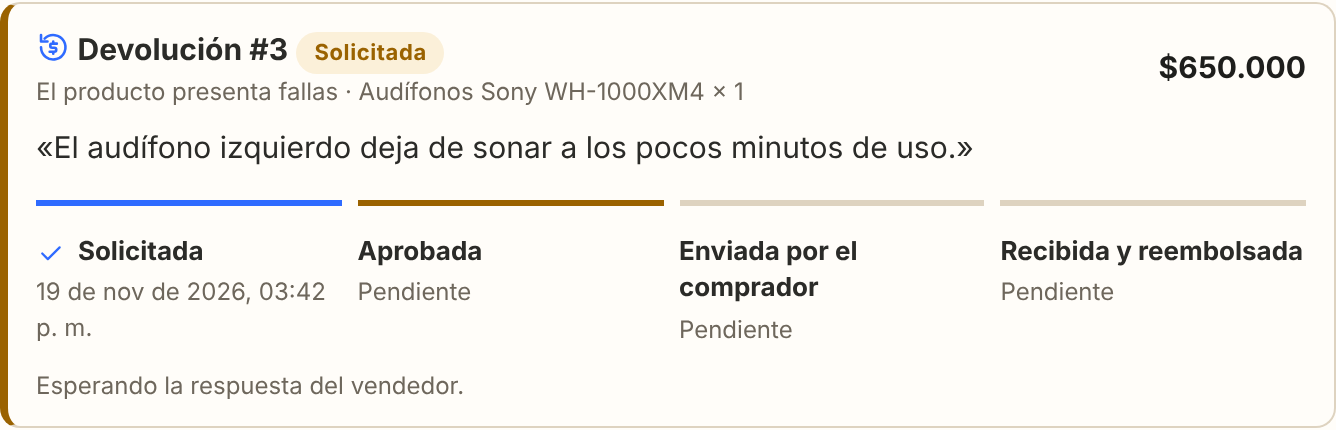 Devolución #3 Solicitada
$650.000
El producto presenta fallas · Audífonos Sony WH-1000XM4 × 1
«El audífono izquierdo deja de sonar a los pocos minutos de uso.»
Solicitada
19 de nov de 2026, 03:42
p. m.
Aprobada
Pendiente
Enviada por el
comprador
Pendiente
Recibida y reembolsada
Pendiente
Esperando la respuesta del vendedor.